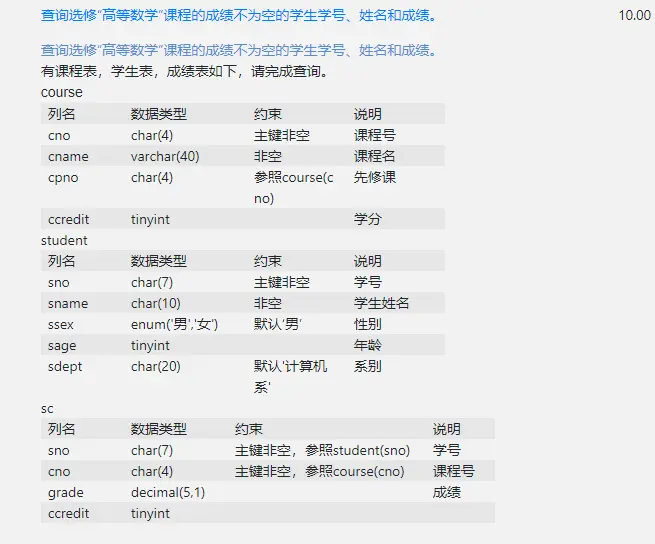 查询选修“高等数学”课程的成绩不为空的学生学号、姓名和成绩。 10.00
查询选修“高等数学”课程的成绩不为空的学生学号、姓名和成绩。
有课程表，学生表，成绩表如下，请完成查询。
course
列名 数据类型 约束 说明
cno char(4) 主键非空 课程号
cname varchar(40) 非空 课程名
cpno char(4) 参照course(c 先修课
no)
ccredit tinyint 学分
student
列名 数据类型 约束 说明
sno char(7) 主键非空 学号
sname char(10) 非空 学生姓名
ssex enum('男','女') 默认‘男’ 性别
sage tinyint 年龄
sdept char(20) 默认'计算机 系别
系'
sc
列名 数据类型 约束 说明
sno char(7) 主键非空，参照student(sno) 学号
cno char(4) 主键非空，参照course(cno) 课程号
grade decimal(5,1) 成绩
ccredit tinyint